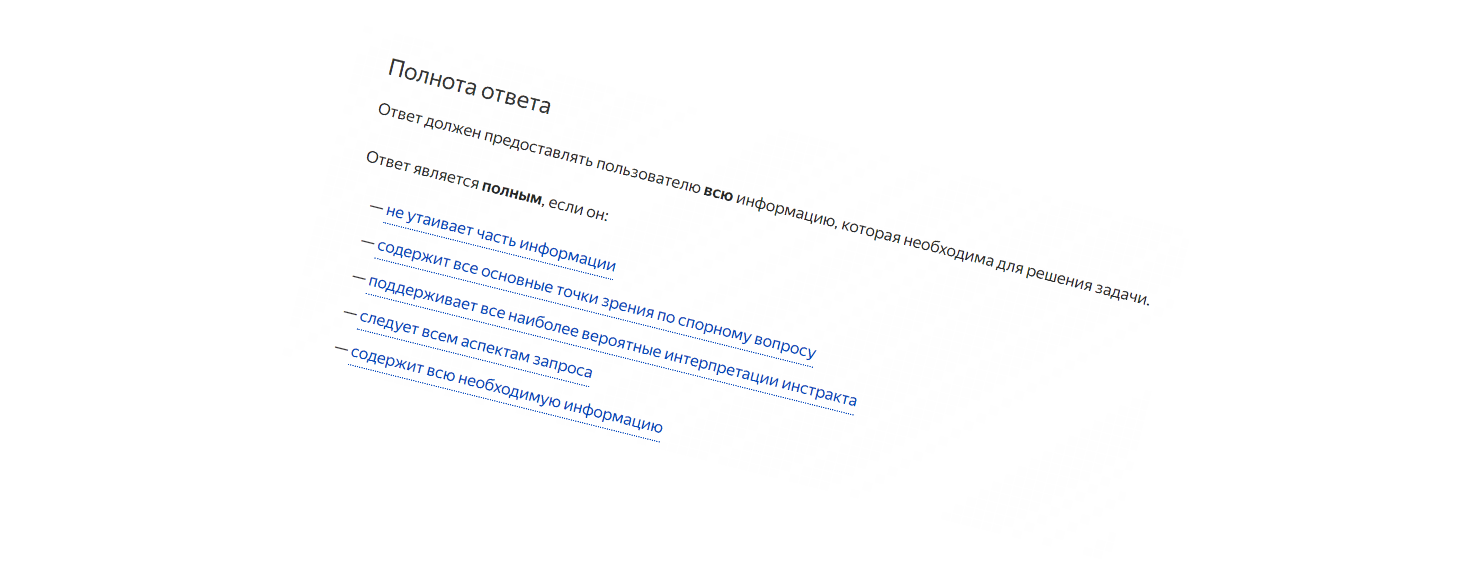 Полнота ответа
Ответ должен предоставлять пользователю всю информацию, которая необходима для решения задачи.
Ответ является полным, если он:
— не утаивает часть информации
— содержит все основные точки зрения по спорному вопросу
— поддерживает все наиболее вероятные интерпретации инстракта
— следует всем аспектам запроса
— содержит всю необходимую информацию